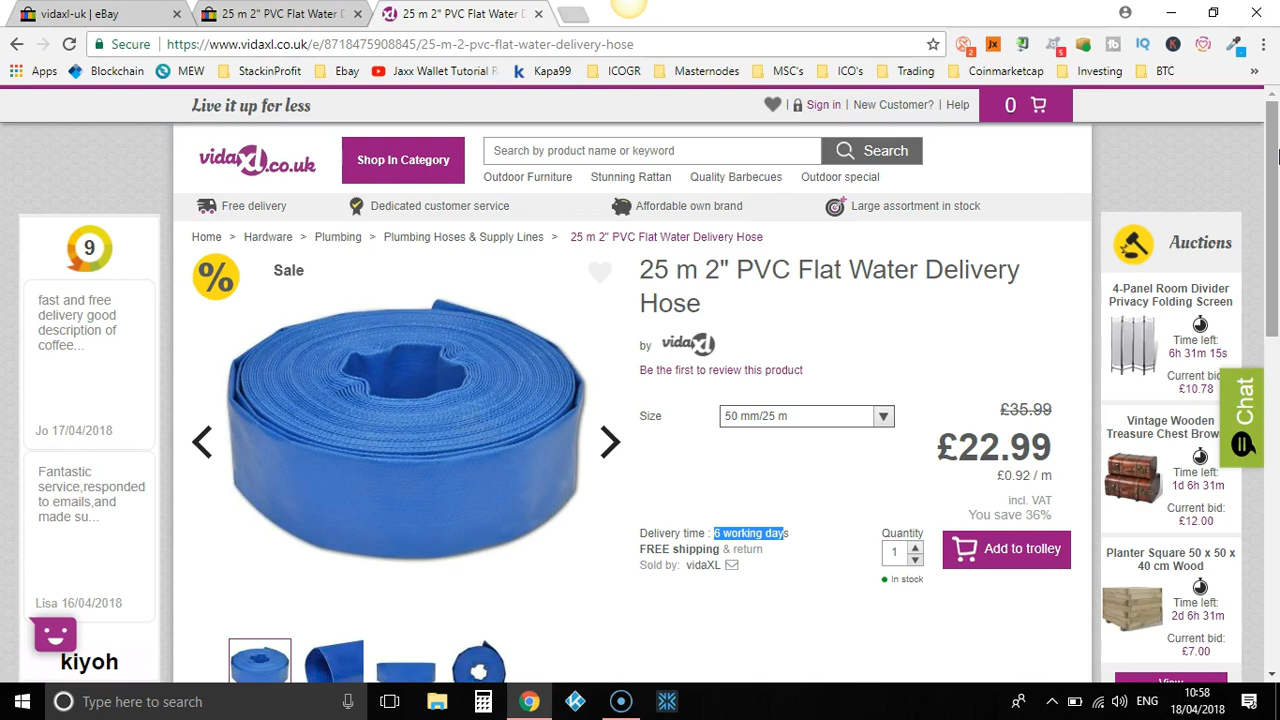 vidaxl-uk | eBay
25 m 2" PVC Flat Water D
25 m 2" PVC Flat Water D
Secure
https://www.vidaxl.co.uk/e/8718475908845/25-m-2-pvc-flat-water-delivery-hose
Apps Blockchain MEW StackinProfit Ebay Jaxx Wallet Tutorial R Kapa99 ICOGR Masternodes MSC's ICO's Trading Coinmarketcap Investing BTC »
Live it up for less
Sign in | New Customer? | Help
0
vidaXL.co.uk
Shop In Category
Search by product name or keyword
Search
Outdoor Furniture Stunning Rattan Quality Barbecues Outdoor special
Free delivery Dedicated customer service Affordable own brand Large assortment in stock
Home > Hardware > Plumbing > Plumbing Hoses & Supply Lines > 25 m 2" PVC Flat Water Delivery Hose
9
fast and free
delivery good
description of
coffee...
Jo 17/04/2018
Fantastic
service,responded
to emails,and
made su...
Lisa 16/04/2018
kiyoh
%
Sale
25 m 2" PVC Flat Water Delivery
Hose
by vidaXL
Be the first to review this product
Size
50 mm/25 m
£35.99
£22.99
£0.92 / m
incl. VAT
You save 36%
Delivery time : 6 working days
FREE shipping & return
Sold by: vidaXL
Quantity
1
In stock
Add to trolley
Auctions
4-Panel Room Divider
Privacy Folding Screen
Time left:
6h 31m 15s
Current bid:
£10.78
Vintage Wooden
Treasure Chest Brow
Time left:
1d 6h 31m
Current bid:
£12.00
Planter Square 50 x 50 x
40 cm Wood
Time left:
2d 6h 31m
Current bid:
£7.00
View
Chat
Type here to search
ENG
10:58
18/04/2018